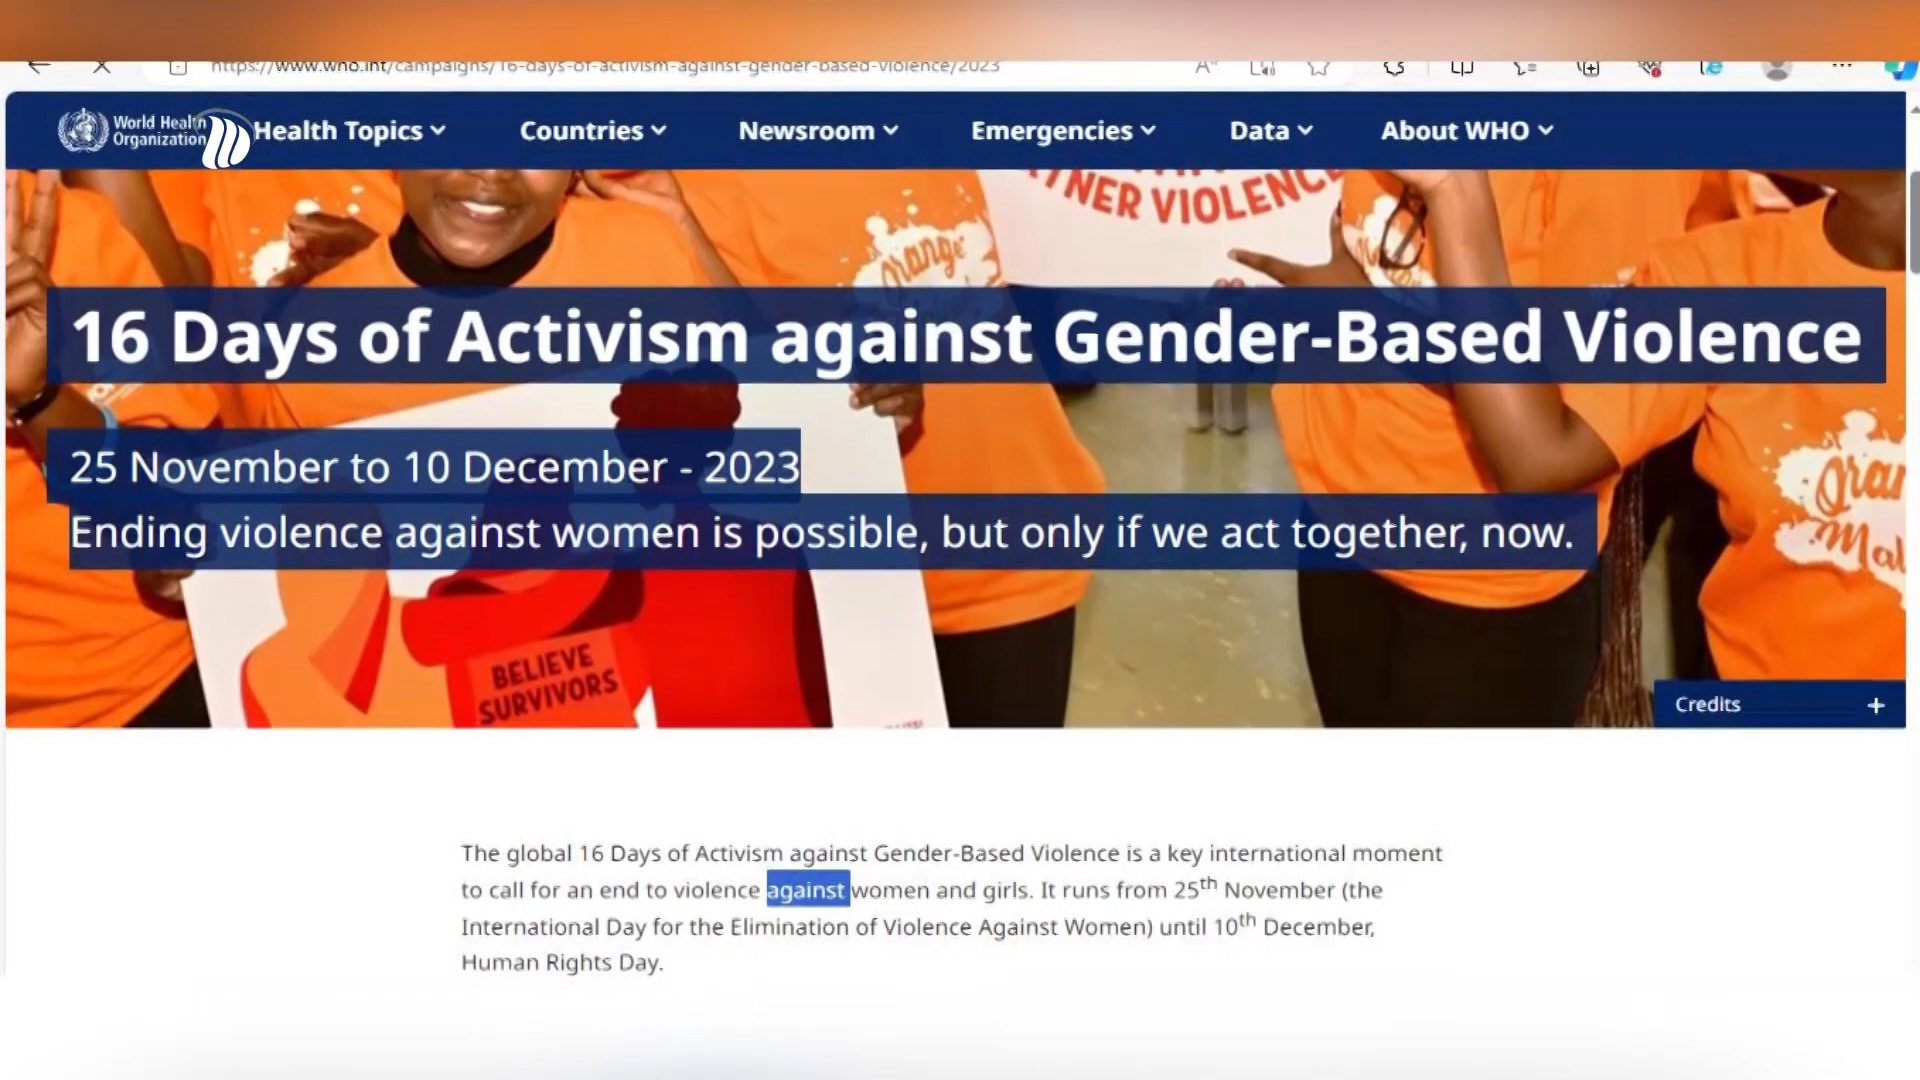 https://www.who.int/campaigns/16-days-of-activism-against-gender-based-violence/2023
World Health
Organization
Health Topics
Countries
Newsroom
Emergencies
Data
About WHO
VIOLENCE
Orange
16 Days of Activism against Gender-Based Violence
25 November to 10 December - 2023
Ending violence against women is possible, but only if we act together, now.
BELIEVE
SURVIVORS
Credits +
The global 16 Days of Activism against Gender-Based Violence is a key international moment
to call for an end to violence against women and girls. It runs from 25th November (the
International Day for the Elimination of Violence Against Women) until 10th December,
Human Rights Day.